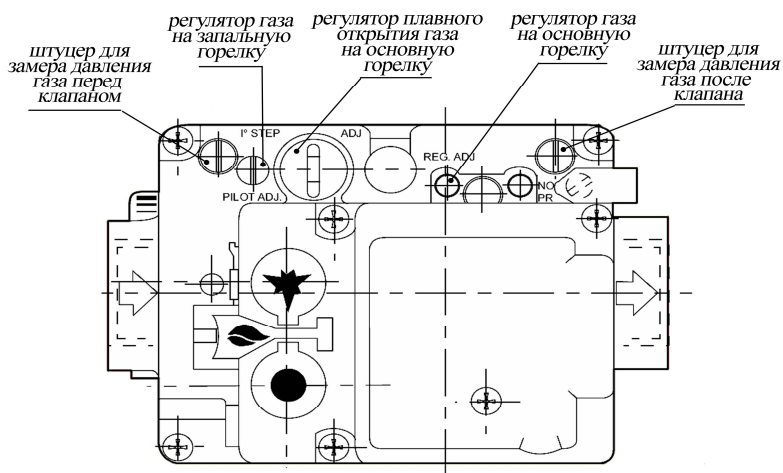 штуцер для
замера давления
газа перед
клапаном
регулятор газа
на запальную
горелку
регулятор плавного
открытия газа
на основную
горелку
регулятор газа
на основную
горелку
штуцер для
замера давления
газа после
клапана
I° STEP
ADJ
REG. ADJ
PILOT ADJ.
NO
PR